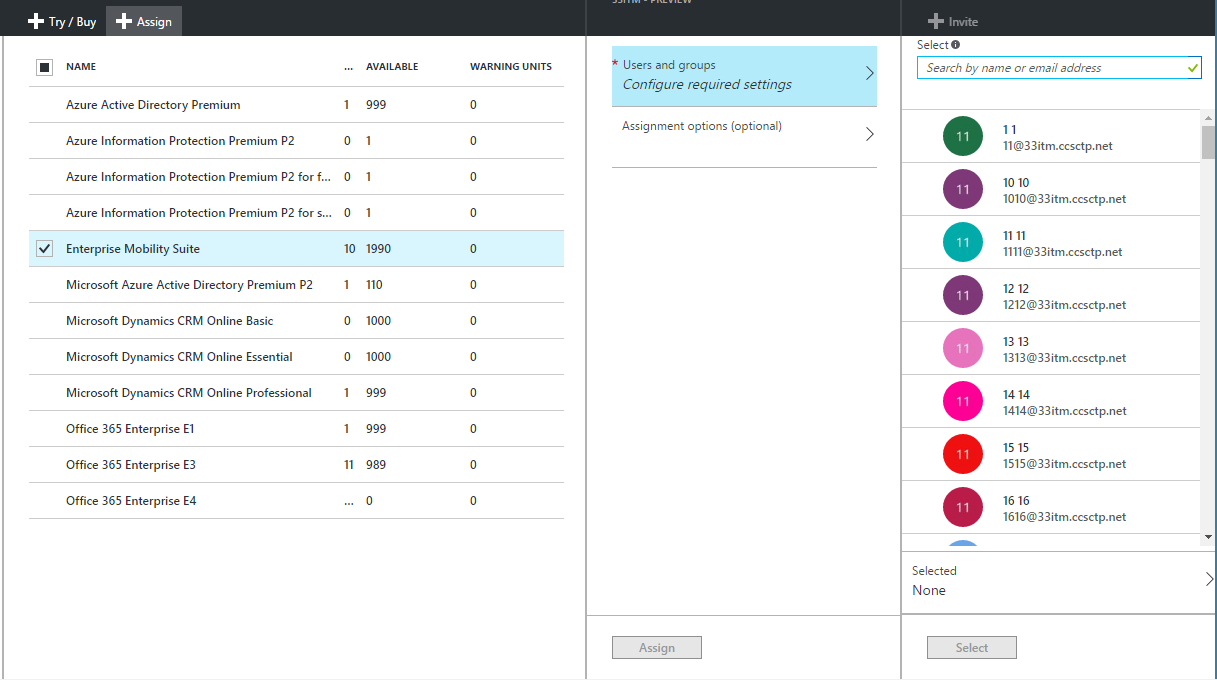 Try / Buy
Assign
NAME ... AVAILABLE WARNING UNITS
Azure Active Directory Premium 1 999 0
Azure Information Protection Premium P2 0 1 0
Azure Information Protection Premium P2 for f... 0 1 0
Azure Information Protection Premium P2 for s... 0 1 0
Enterprise Mobility Suite 10 1990 0
Microsoft Azure Active Directory Premium P2 1 110 0
Microsoft Dynamics CRM Online Basic 0 1000 0
Microsoft Dynamics CRM Online Essential 0 1000 0
Microsoft Dynamics CRM Online Professional 1 999 0
Office 365 Enterprise E1 1 999 0
Office 365 Enterprise E3 11 989 0
Office 365 Enterprise E4 ... 0 0
33ITM - PREVIEW
* Users and groups
Configure required settings
Assignment options (optional)
Assign
Invite
Select
Search by name or email address
11
1 1
11@33itm.ccsctp.net
11
10 10
1010@33itm.ccsctp.net
11
11 11
1111@33itm.ccsctp.net
11
12 12
1212@33itm.ccsctp.net
11
13 13
1313@33itm.ccsctp.net
11
14 14
1414@33itm.ccsctp.net
11
15 15
1515@33itm.ccsctp.net
11
16 16
1616@33itm.ccsctp.net
Selected
None
Select